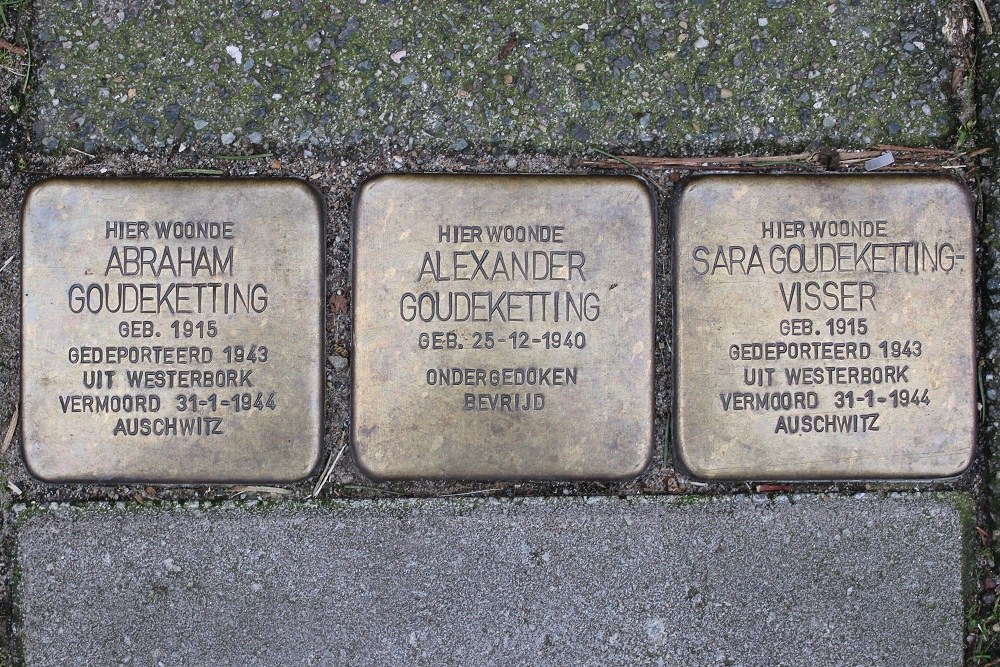 HIER WOONDE
ABRAHAM
GOUDEKETTING
GEB. 1915
GEDEPORTEERD 1943
UIT WESTERBORK
VERMOORD 31-1-1944
AUSCHWITZ
HIER WOONDE
ALEXANDER
GOUDEKETTING
GEB. 25-12-1940
ONDERGEDOKEN
BEVRIJD
HIER WOONDE
SARA GOUDEKETTING-
VISSER
GEB. 1915
GEDEPORTEERD 1943
UIT WESTERBORK
VERMOORD 31-1-1944
AUSCHWITZ